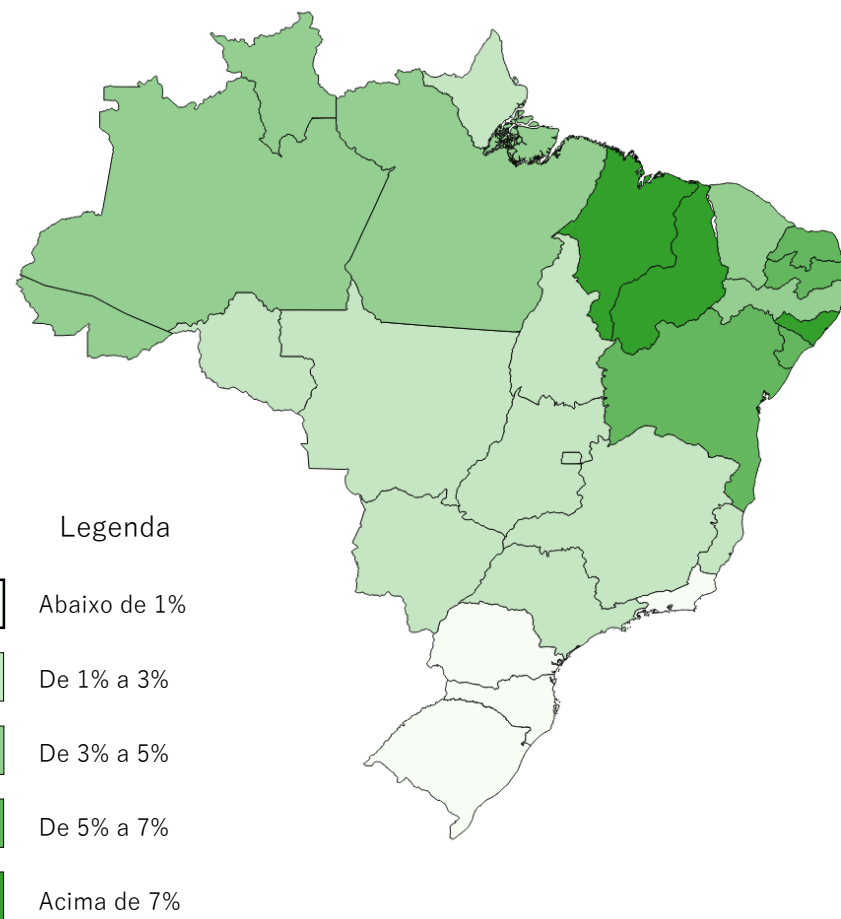 Legenda
Abaixo de 1%
De 1% a 3%
De 3% a 5%
De 5% a 7%
Acima de 7%